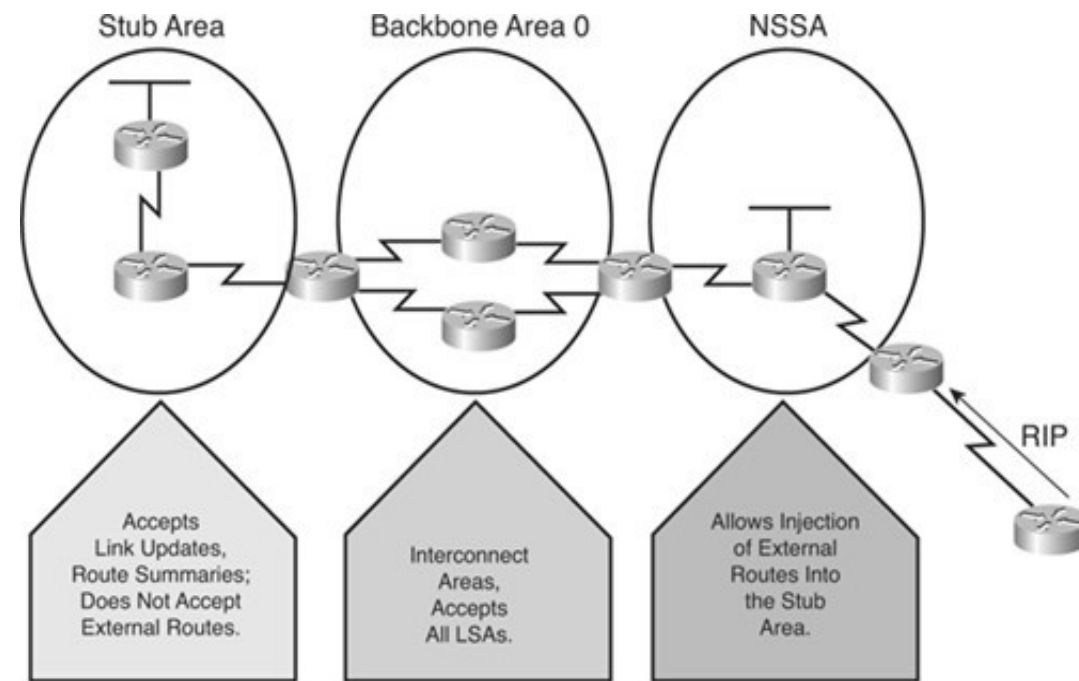 Stub Area
Backbone Area 0
NSSA
RIP
Accepts
Link Updates,
Route Summaries;
Does Not Accept
External Routes.
Interconnect
Areas,
Accepts
All LSAs.
Allows Injection
of External
Routes Into
the Stub
Area.